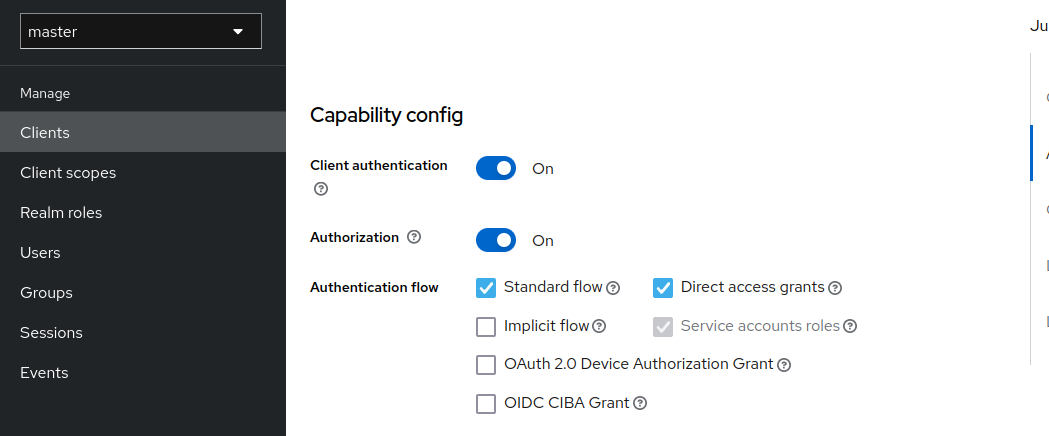 master
Manage
Clients
Client scopes
Realm roles
Users
Groups
Sessions
Events
Capability config
Client authentication
On
Authorization
On
Authentication flow
Standard flow
Direct access grants
Implicit flow
Service accounts roles
OAuth 2.0 Device Authorization Grant
OIDC CIBA Grant
Ju